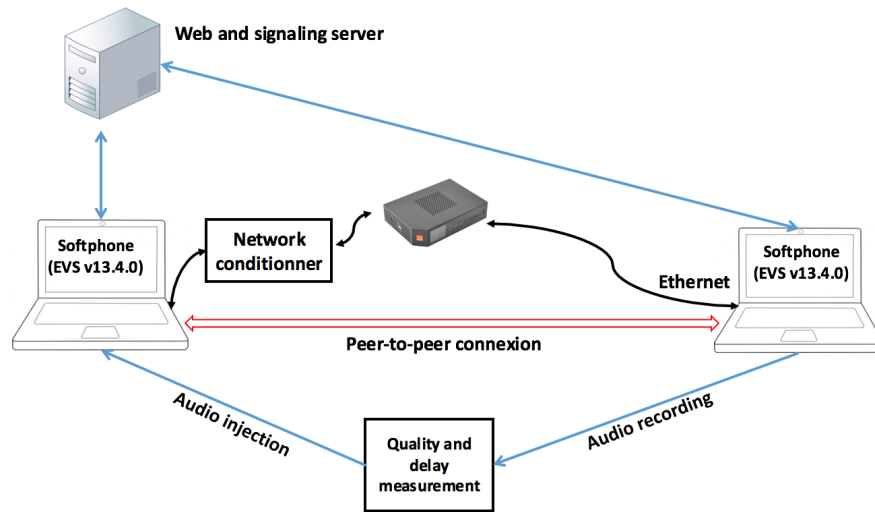 Web and signaling server
Softphone
(EVS v13.4.0)
Network
conditionner
Softphone
(EVS v13.4.0)
Ethernet
Peer-to-peer connexion
Audio injection
Audio recording
Quality and
delay
measurement